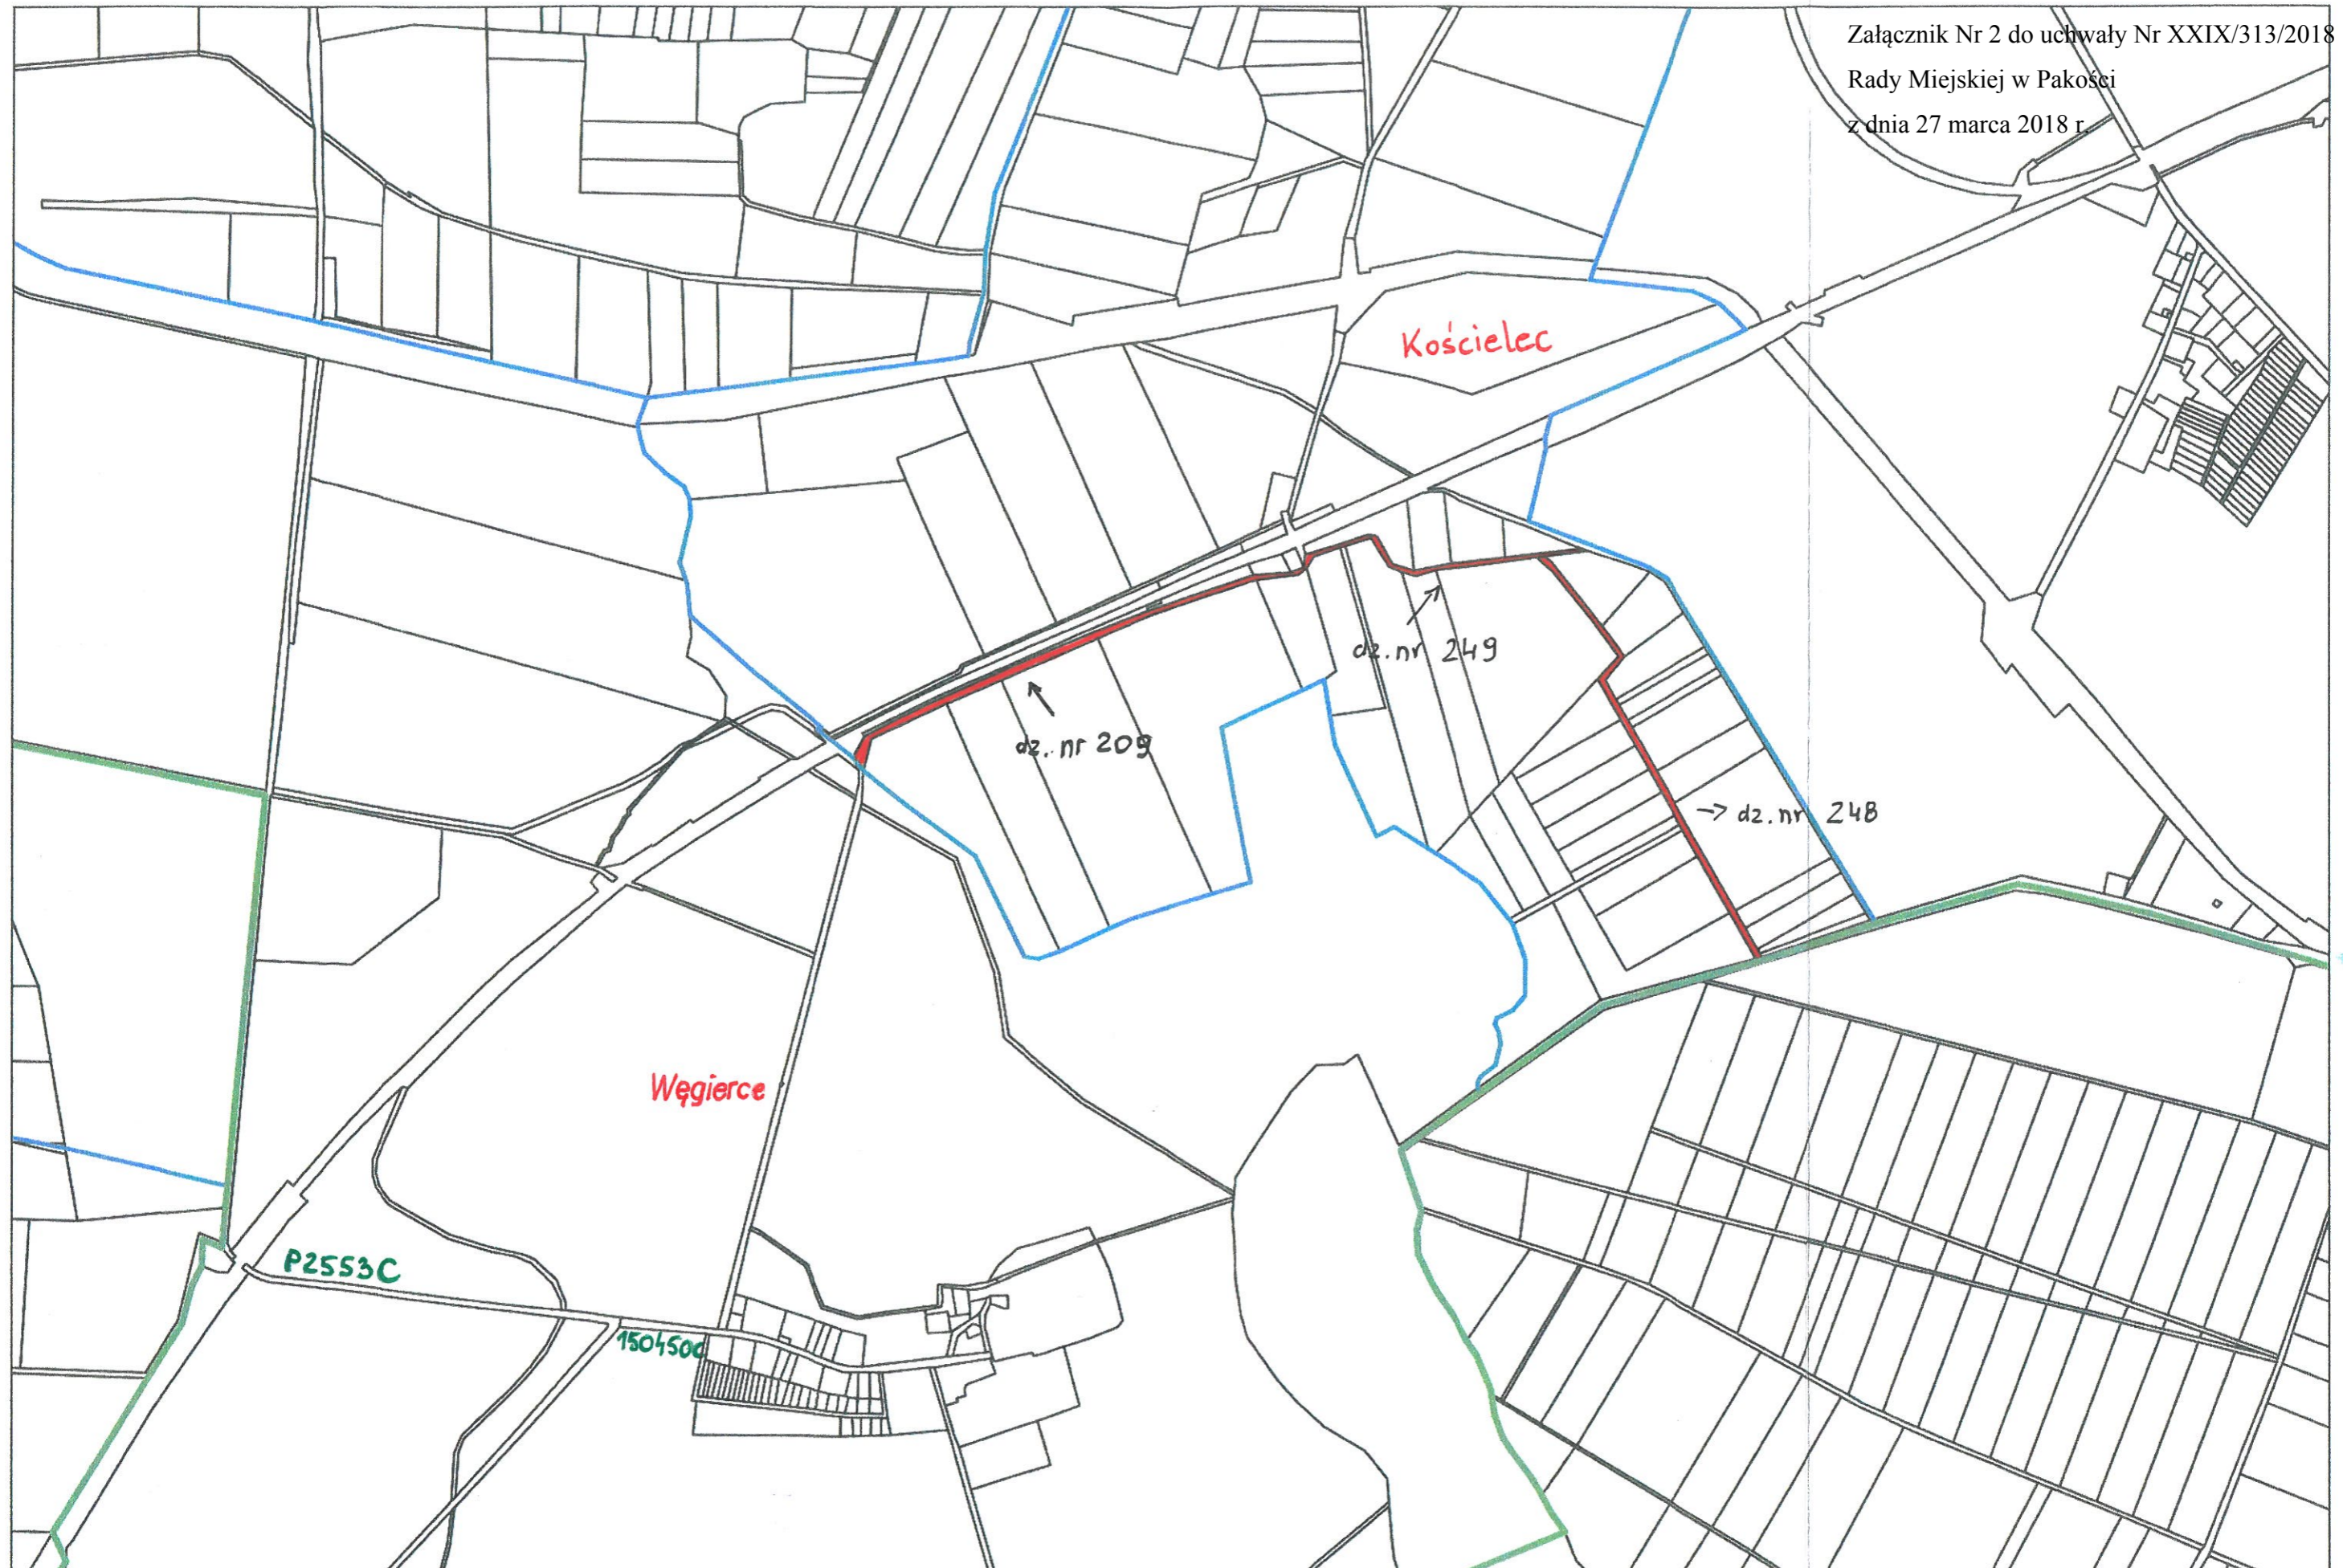 Załącznik Nr 2 do uchwały Nr XXIX/313/2018
Rady Miejskiej w Pakości
z dnia 27 marca 2018 r.
Kościelec
dz. nr 249
dz. nr 209
→ dz. nr 248
Węgierce
P2553C
150450C